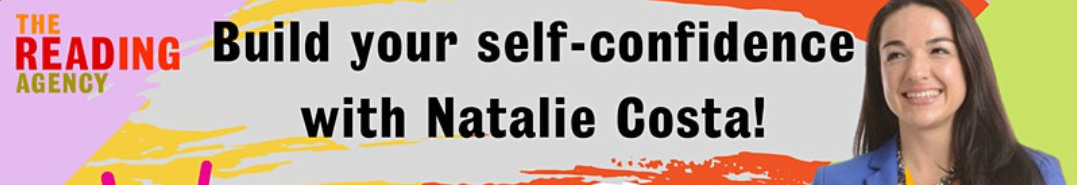 THE
READING
AGENCY
Build your self-confidence
with Natalie Costa!